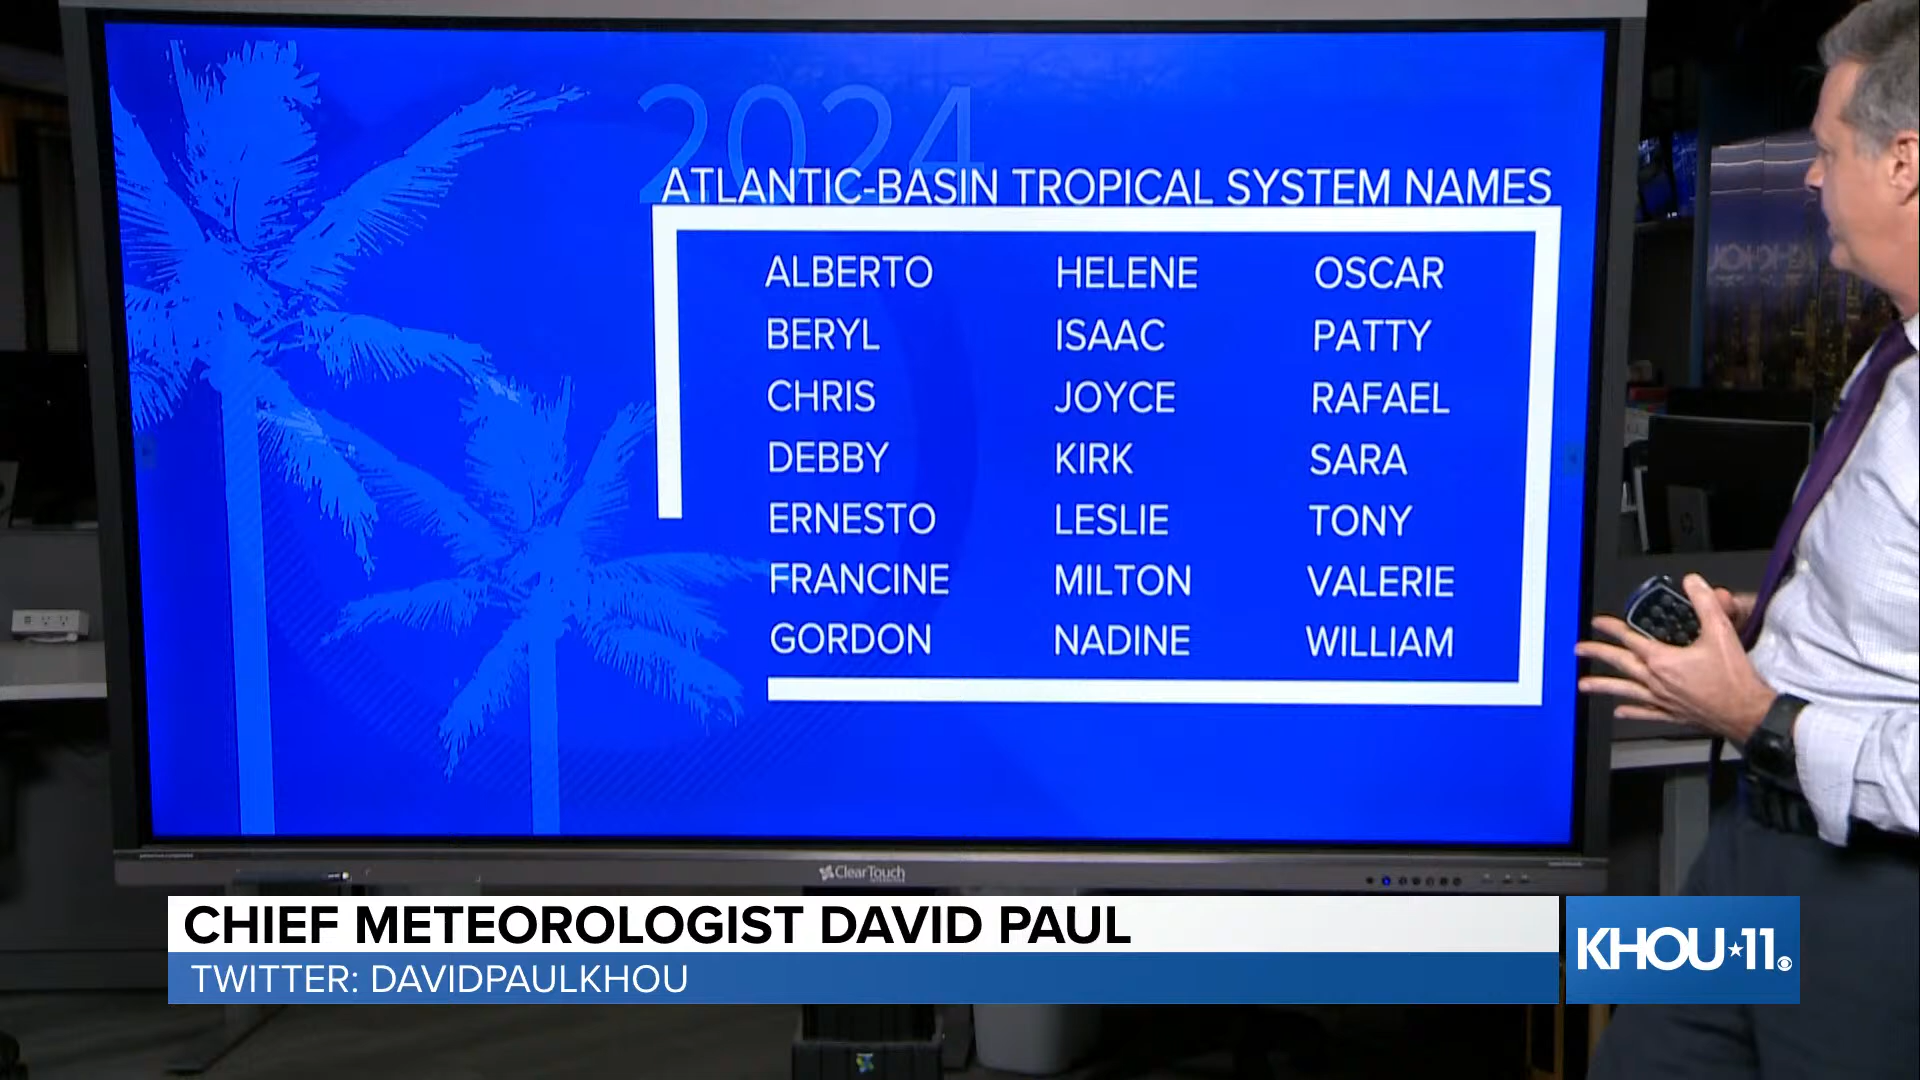 2024
ATLANTIC-BASIN TROPICAL SYSTEM NAMES
ALBERTO
BERYL
CHRIS
DEBBY
ERNESTO
FRANCINE
GORDON
HELENE
ISAAC
JOYCE
KIRK
LESLIE
MILTON
NADINE
OSCAR
PATTY
RAFAEL
SARA
TONY
VALERIE
WILLIAM
ClearTouch
CHIEF METEOROLOGIST DAVID PAUL
TWITTER: DAVIDPAULKHOU
KHOU★11